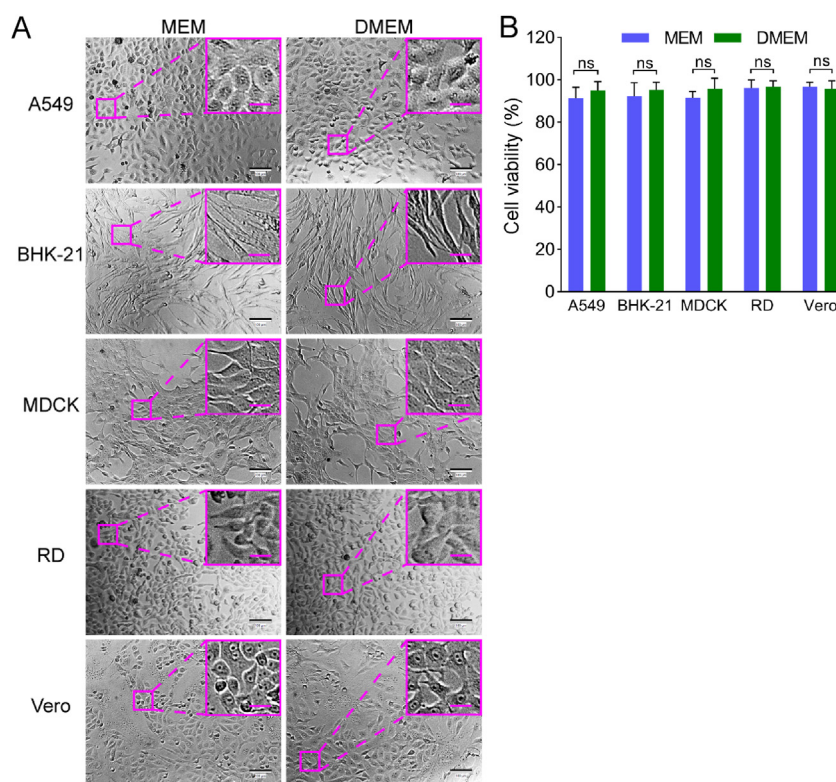 A
MEM
DMEM
A549
BHK-21
MDCK
RD
Vero
B
MEM
DMEM
ns
ns
ns
ns
ns
Cell viability (%)
120
100
80
60
40
20
0
A549
BHK-21
MDCK
RD
Vero